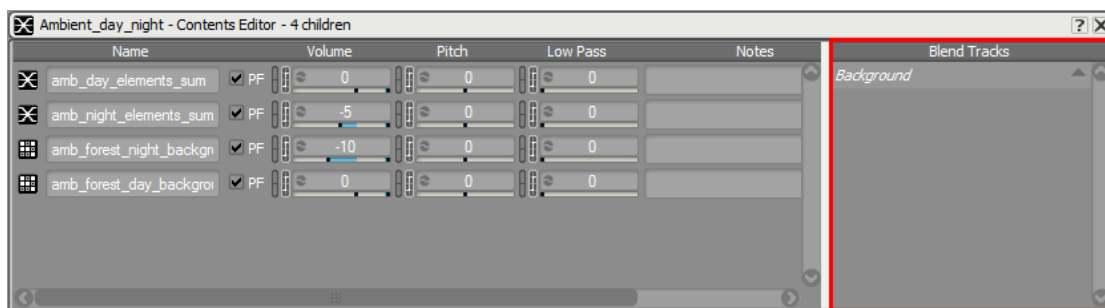 Ambient_day_night - Contents Editor - 4 children ?
Name Volume Pitch Low Pass Notes Blend Tracks
amb_day_elements_sum PF 0 0 0 Background
amb_night_elements_sum PF -5 0 0
amb_forest_night_backgr PF -10 0 0
amb_forest_day_backgrou PF 0 0 0